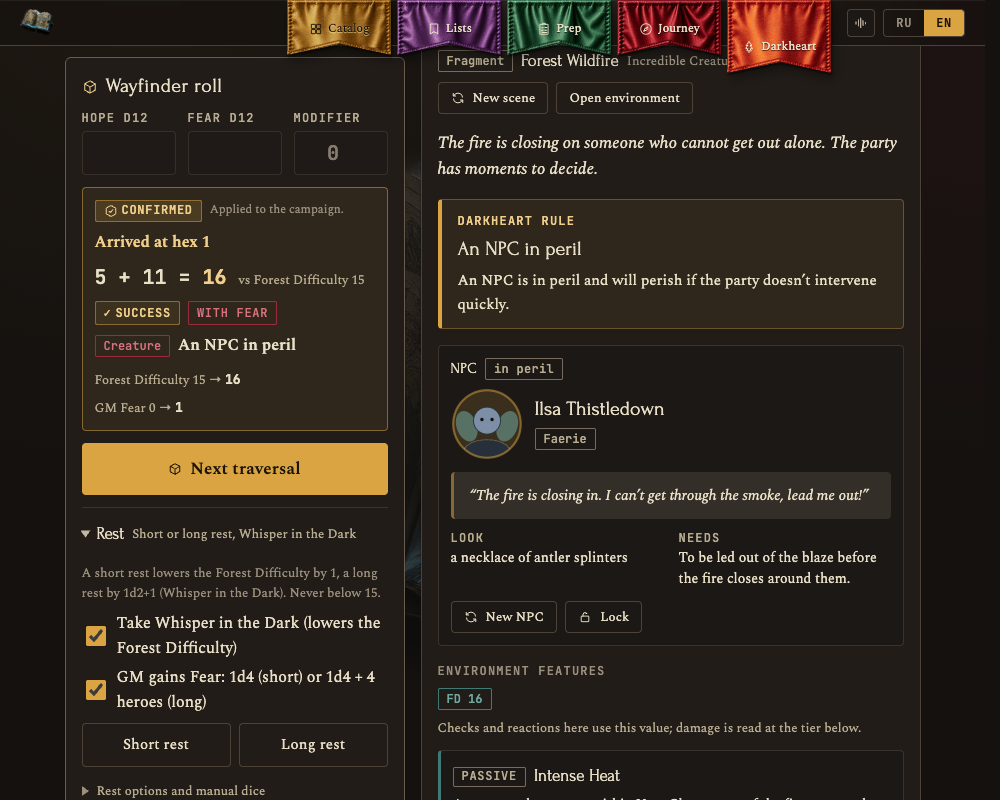 Catalog
Lists
Prep
Journey
Darkheart
RU
EN
Wayfinder roll
HOPE D12
FEAR D12
MODIFIER
0
CONFIRMED Applied to the campaign.
Arrived at hex 1
5 + 11 = 16 vs Forest Difficulty 15
✓ SUCCESS
WITH FEAR
Creature An NPC in peril
Forest Difficulty 15 → 16
GM Fear 0 → 1
Next traversal
Rest Short or long rest, Whisper in the Dark
A short rest lowers the Forest Difficulty by 1, a long
rest by 1d2+1 (Whisper in the Dark). Never below 15.
Take Whisper in the Dark (lowers the
Forest Difficulty)
GM gains Fear: 1d4 (short) or 1d4 + 4
heroes (long)
Short rest
Long rest
Rest options and manual dice
Fragment Forest Wildfire Incredible
New scene
Open environment
The fire is closing on someone who cannot get out alone. The party
has moments to decide.
DARKHEART RULE
An NPC in peril
An NPC is in peril and will perish if the party doesn’t intervene
quickly.
NPC in peril
Ilsa Thistledown
Faerie
“The fire is closing in. I can’t get through the smoke, lead me out!”
LOOK
a necklace of antler splinters
NEEDS
To be led out of the blaze before
the fire closes around them.
New NPC
Lock
ENVIRONMENT FEATURES
FD 16
Checks and reactions here use this value; damage is read at the tier below.
PASSIVE Intense Heat